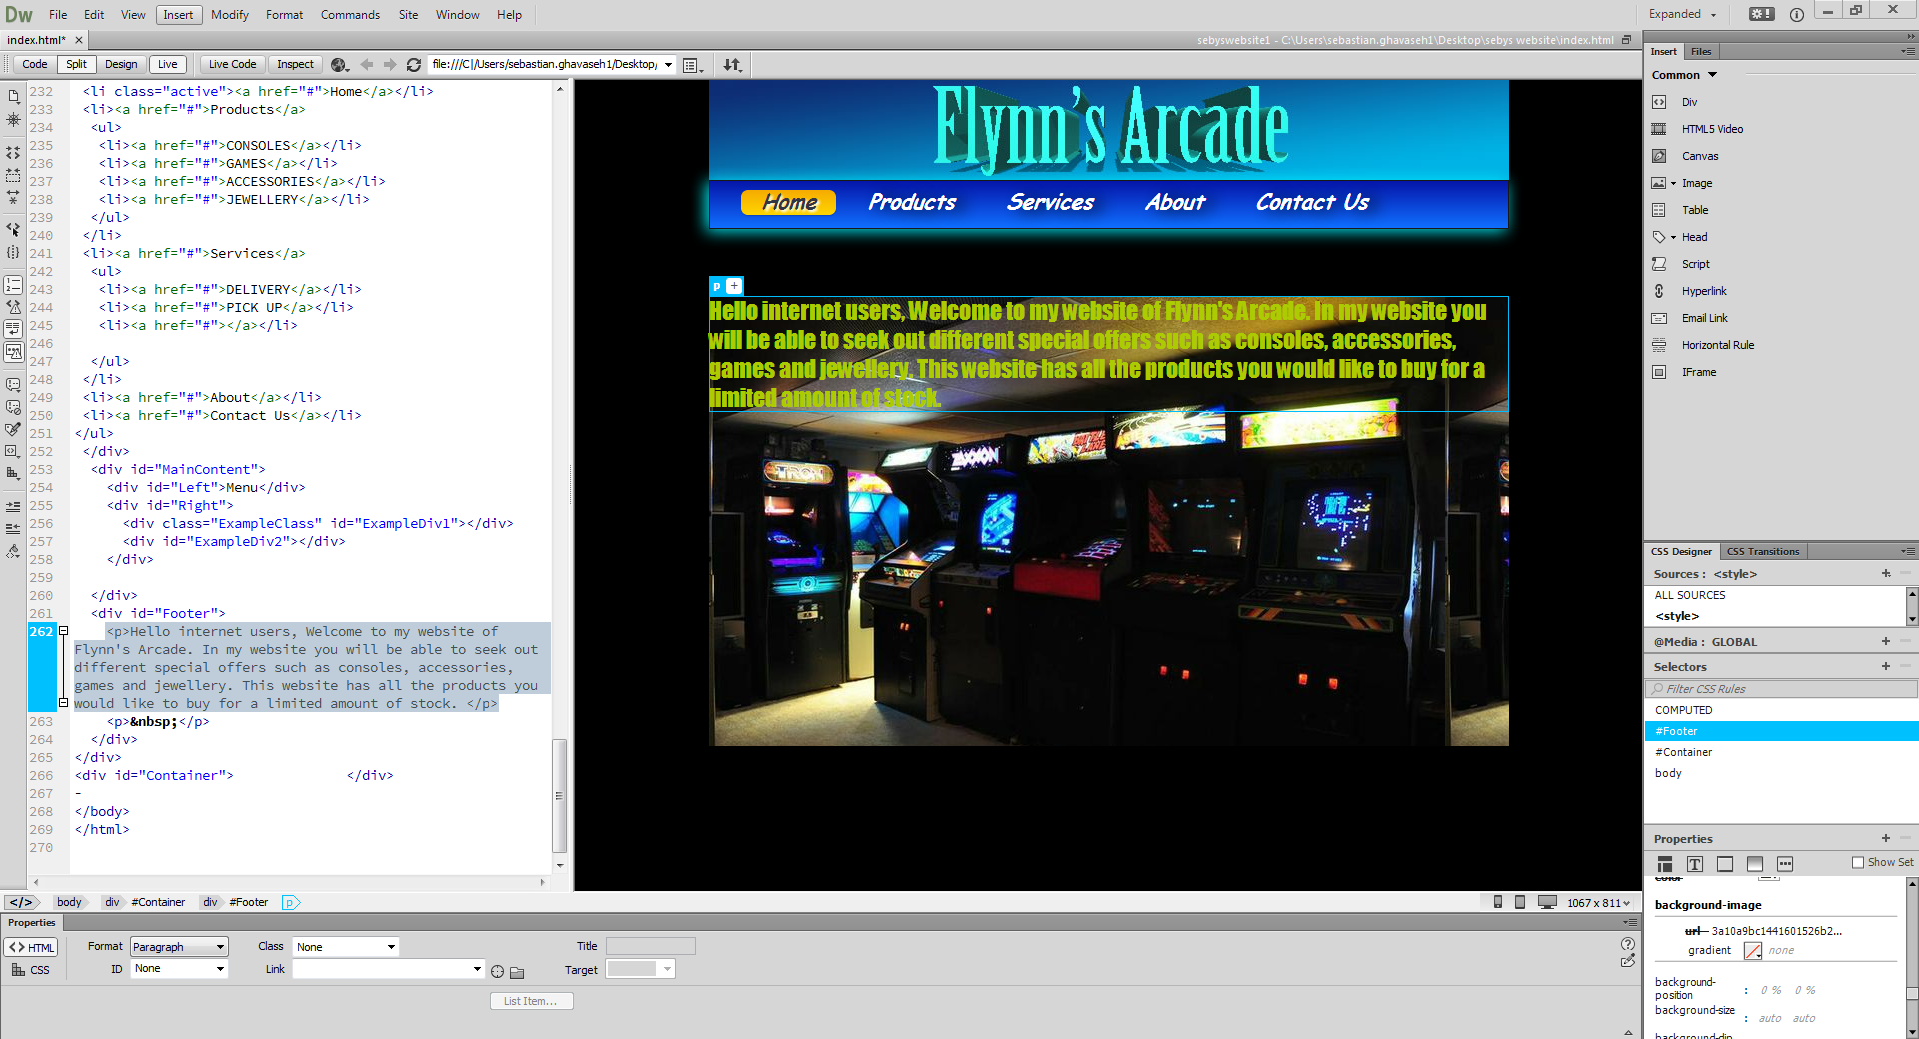 Dw File Edit View Insert Modify Format Commands Site Window Help Expanded
index.html* sebyswebsite1 - C:\Users\sebastian.ghavaseh1\Desktop\sebys website\index.html
Code Split Design Live Live Code Inspect file:///C|/Users/sebastian.ghavaseh1/Desktop/
232 <li class="active"><a href="#">Home</a></li>
233 <li><a href="#">Products</a>
234 <ul>
235 <li><a href="#">CONSOLES</a></li>
236 <li><a href="#">GAMES</a></li>
237 <li><a href="#">ACCESSORIES</a></li>
238 <li><a href="#">JEWELLERY</a></li>
239 </ul>
240 </li>
241 <li><a href="#">Services</a>
242 <ul>
243 <li><a href="#">DELIVERY</a></li>
244 <li><a href="#">PICK UP</a></li>
245 <li><a href="#"></a></li>
246
247 </ul>
248 </li>
249 <li><a href="#">About</a></li>
250 <li><a href="#">Contact Us</a></li>
251 </ul>
252 </div>
253 <div id="MainContent">
254 <div id="Left">Menu</div>
255 <div id="Right">
256 <div class="ExampleClass" id="ExampleDiv1"></div>
257 <div id="ExampleDiv2"></div>
258 </div>
259
260 </div>
261 <div id="Footer">
262 <p>Hello internet users, Welcome to my website of
Flynn's Arcade. In my website you will be able to seek out
different special offers such as consoles, accessories,
games and jewellery. This website has all the products you
would like to buy for a limited amount of stock. </p>
263 <p>&nbsp;</p>
264 </div>
265 </div>
266 <div id="Container"> </div>
267 -
268 </body>
269 </html>
270
Flynn's Arcade
Home Products Services About Contact Us
p +
Hello internet users, Welcome to my website of Flynn's Arcade. In my website you
will be able to seek out different special offers such as consoles, accessories,
games and jewellery. This website has all the products you would like to buy for a
limited amount of stock.
TRON
ZAXXON
Insert Files
Common
Div
HTML5 Video
Canvas
Image
Table
Head
Script
Hyperlink
Email Link
Horizontal Rule
IFrame
CSS Designer CSS Transitions
Sources : <style>
ALL SOURCES
<style>
@Media : GLOBAL
Selectors
Filter CSS Rules
COMPUTED
#Footer
#Container
body
Properties
Show Set
color
background-image
url 3a10a9bc1441601526b2...
gradient none
background-position : 0 % 0 %
background-size : auto auto
</> body div #Container div #Footer p 1067 x 811
Properties
<> HTML Format Paragraph Class None Title
CSS ID None Link Target
List Item...